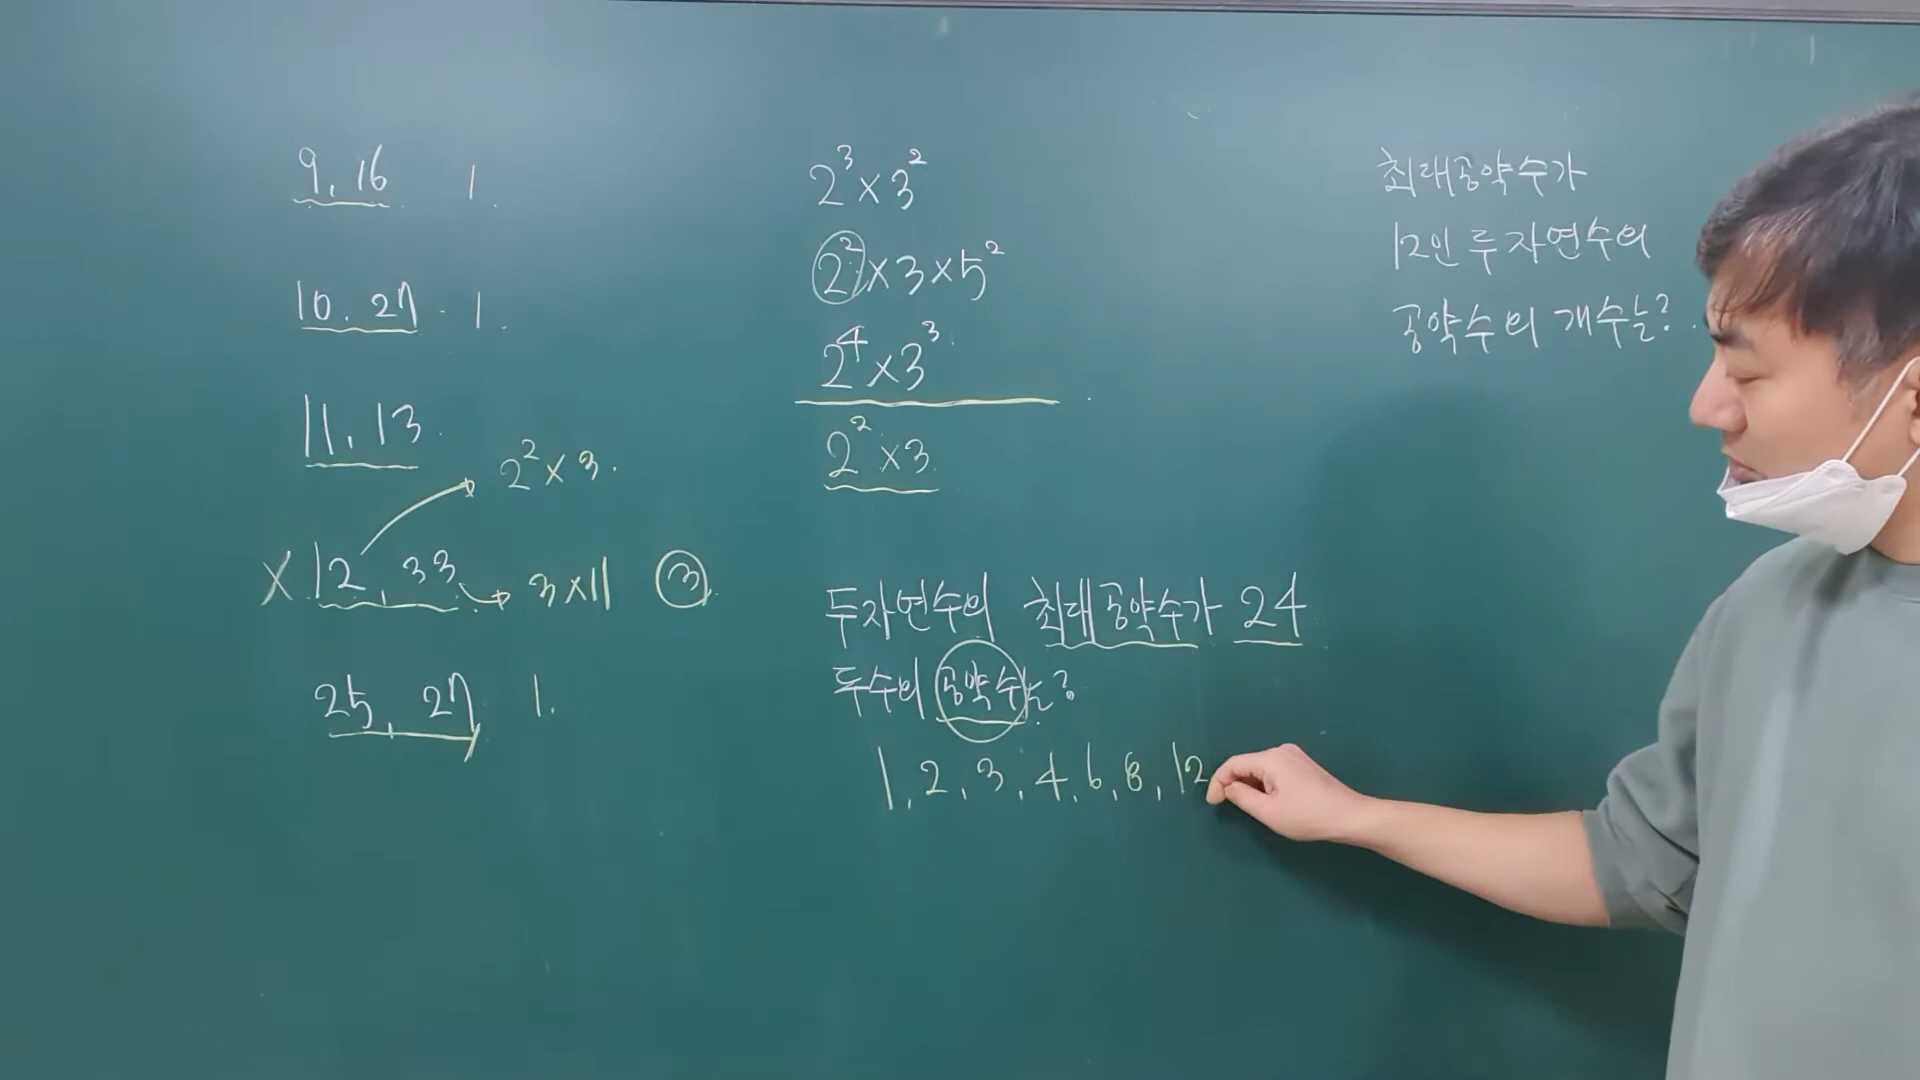 9, 16 1.
10. 27 · 1.
11, 13.
2² × 3.
× 12, 33 → 3 × 11 ③.
25, 27 1.
2³ × 3²
2² × 3 × 5²
2⁴ × 3³
2² × 3
두 자연수의 최대공약수가 24
두 수의 공약수는?
1, 2, 3, 4, 6, 8, 12
최대공약수가
12인 두 자연수의
공약수의 개수는?